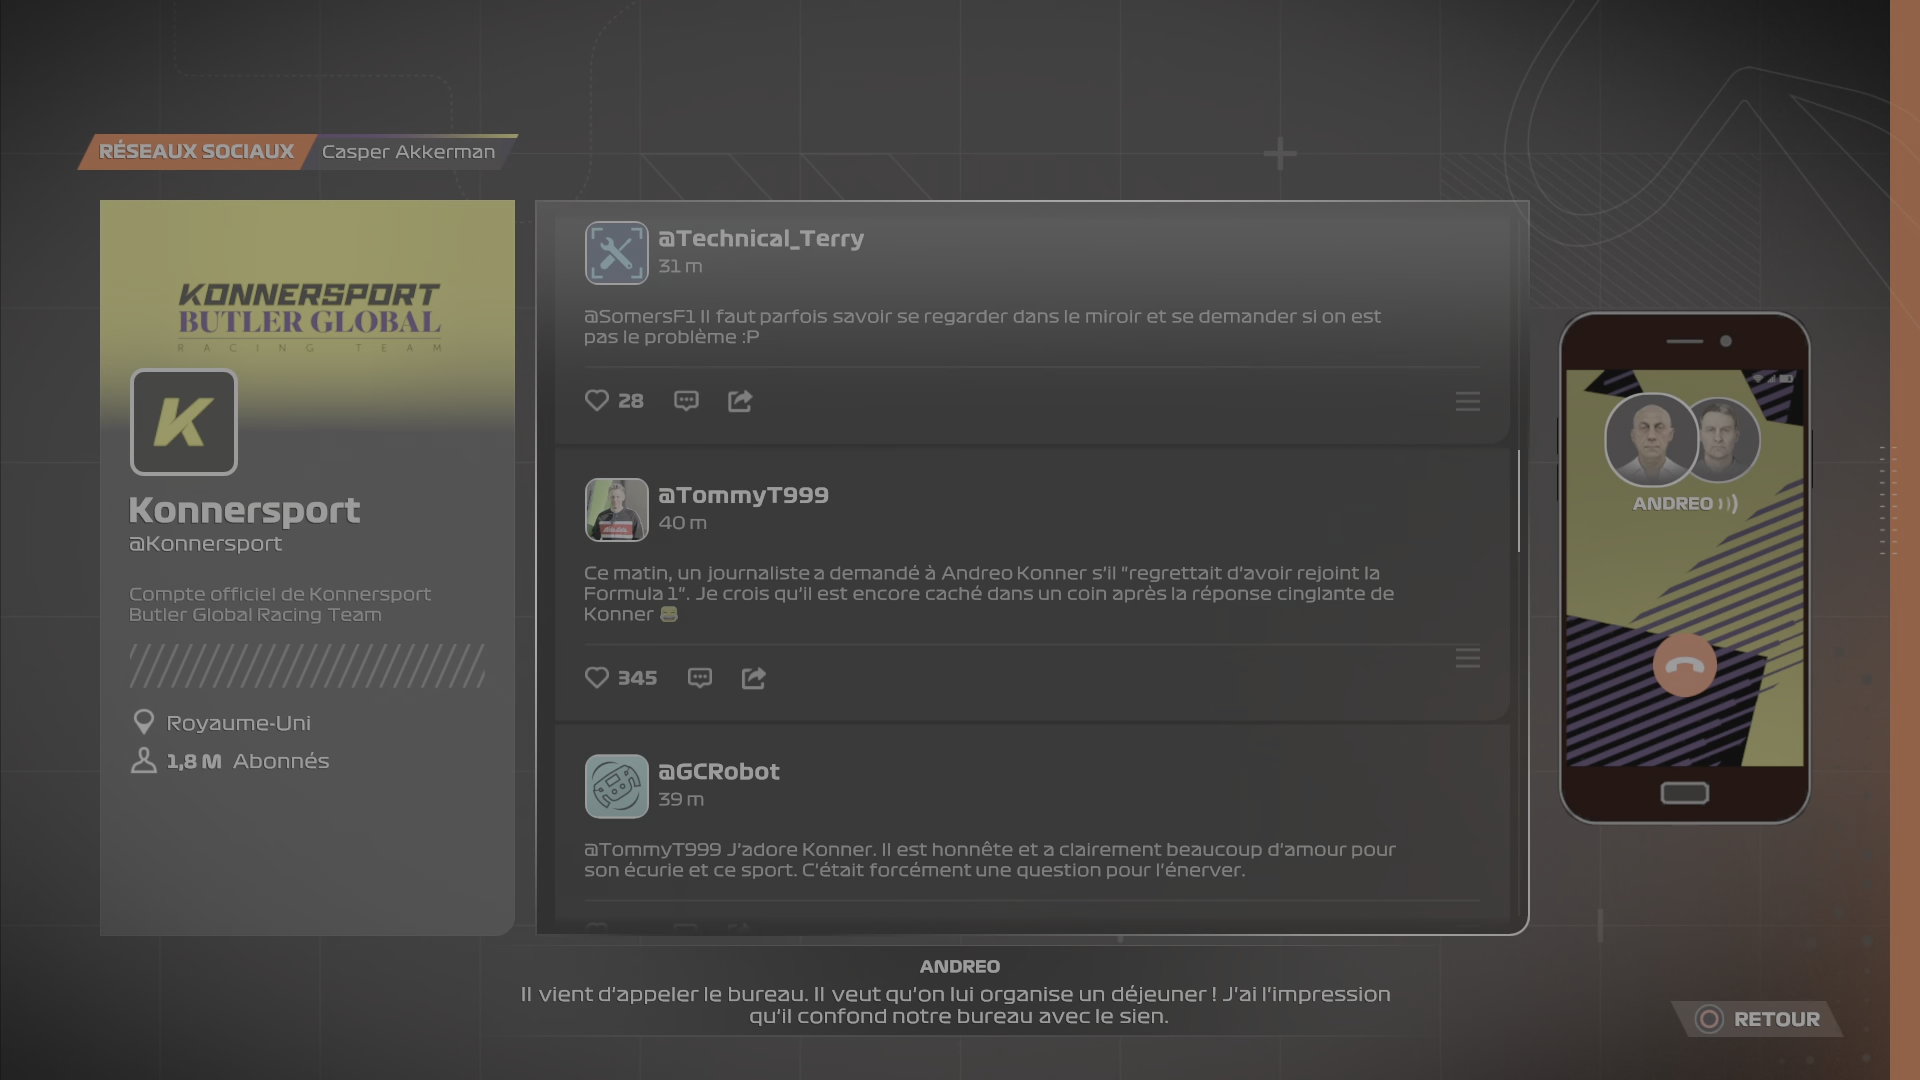 RÉSEAUX SOCIAUX Casper Akkerman
KONNERSPORT
BUTLER GLOBAL
RACING TEAM
K
Konnersport
@Konnersport
Compte officiel de Konnersport
Butler Global Racing Team
Royaume-Uni
1,8 M Abonnés
@Technical_Terry
31 m
@SomersF1 Il faut parfois savoir se regarder dans le miroir et se demander si on est
pas le problème :P
28
@TommyT999
40 m
Ce matin, un journaliste a demandé à Andreo Konner s'il "regrettait d'avoir rejoint la
Formula 1". Je crois qu'il est encore caché dans un coin après la réponse cinglante de
Konner 😆
345
@GCRobot
39 m
@TommyT999 J'adore Konner. Il est honnête et a clairement beaucoup d'amour pour
son écurie et ce sport. C'était forcément une question pour l'énerver.
ANDREO
ANDREO
Il vient d'appeler le bureau. Il veut qu'on lui organise un déjeuner ! J'ai l'impression
qu'il confond notre bureau avec le sien.
RETOUR